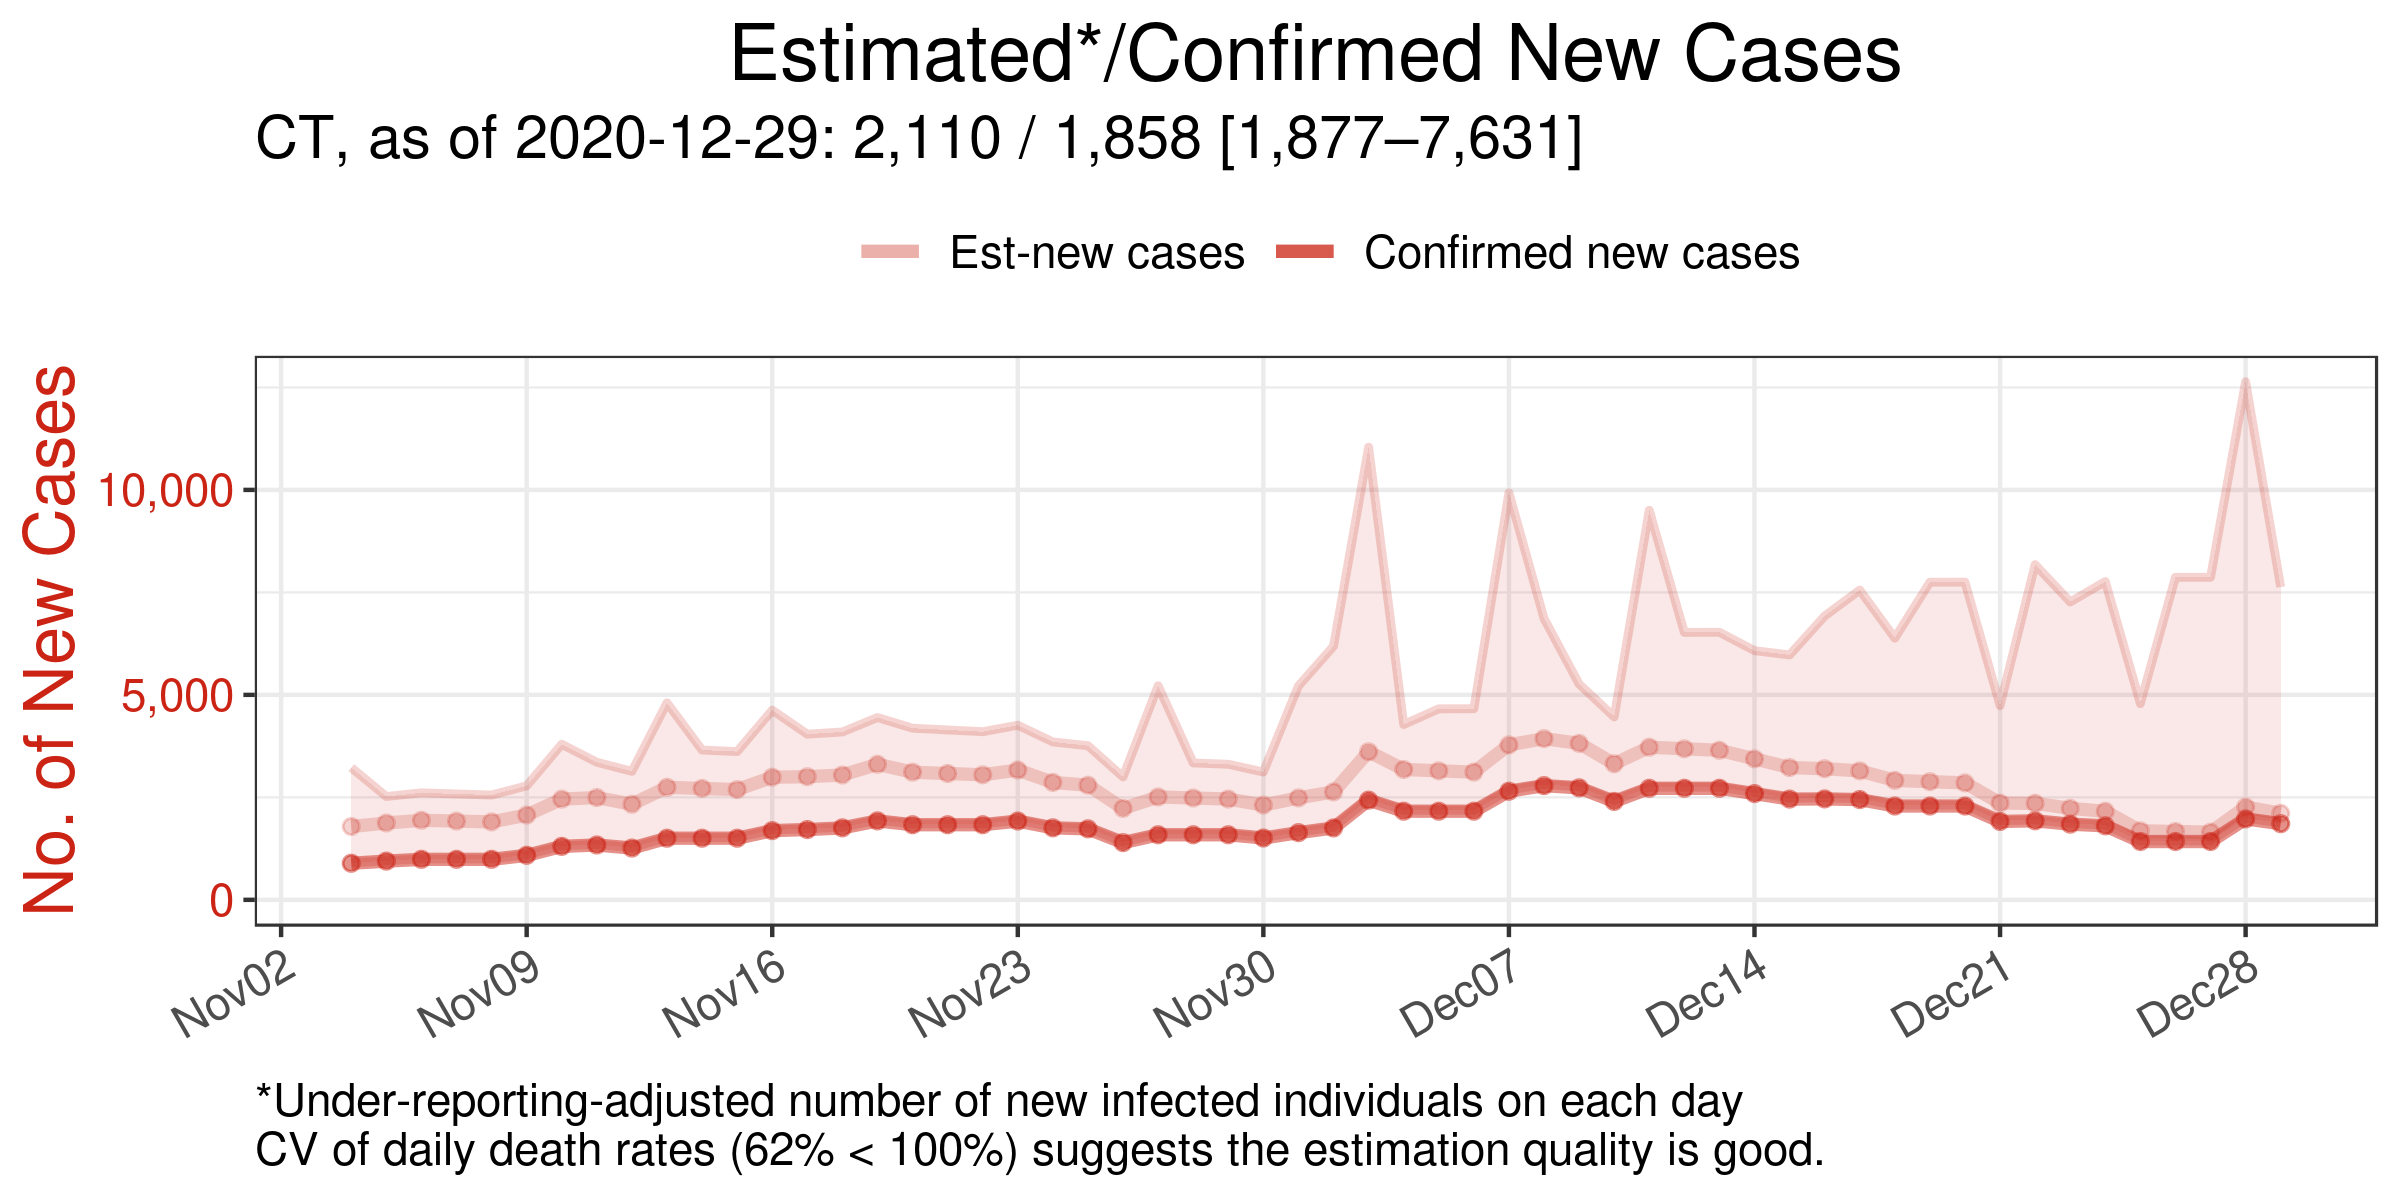 Estimated*/Confirmed New Cases
CT, as of 2020-12-29: 2,110 / 1,858 [1,877–7,631]
Est-new cases
Confirmed new cases
No. of New Cases
10,000
5,000
0
Nov02
Nov09
Nov16
Nov23
Nov30
Dec07
Dec14
Dec21
Dec28
*Under-reporting-adjusted number of new infected individuals on each day
CV of daily death rates (62% < 100%) suggests the estimation quality is good.